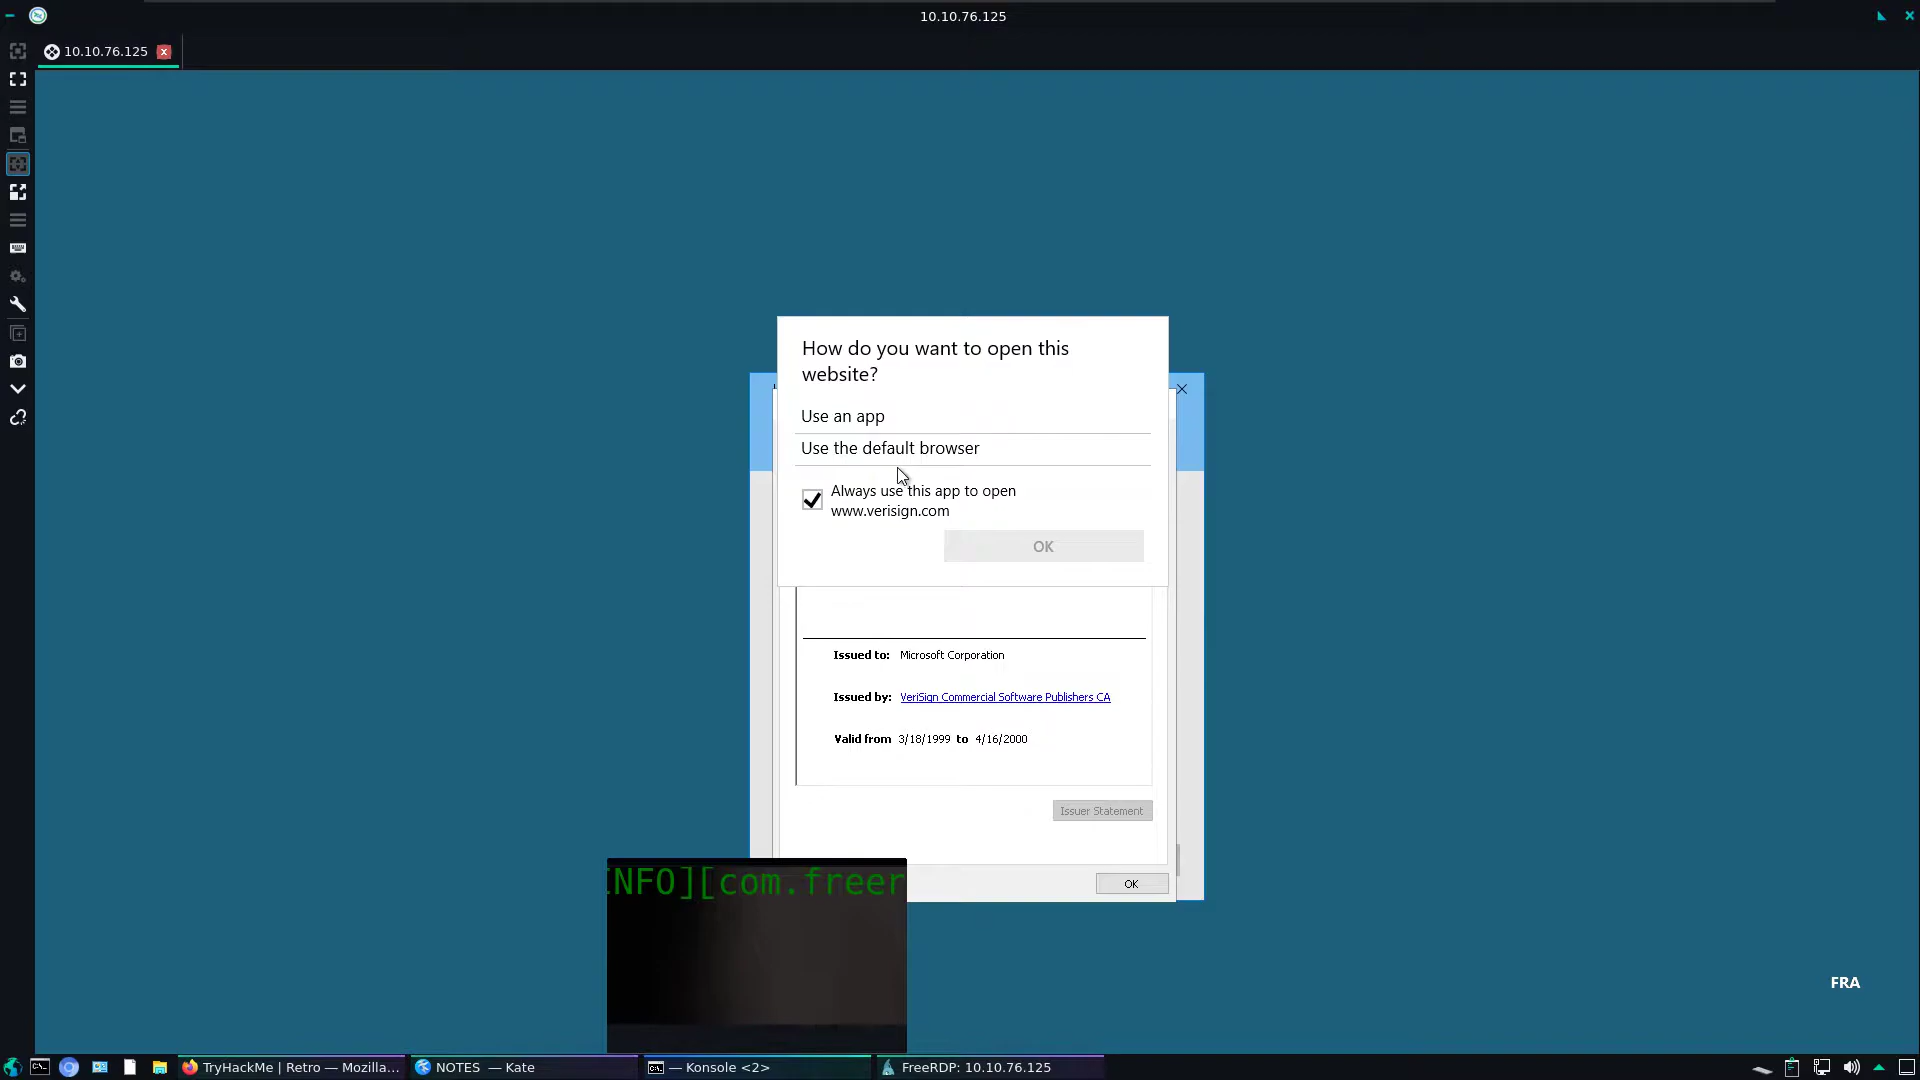 10.10.76.125
10.10.76.125
How do you want to open this
website?
Use an app
Use the default browser
Always use this app to open
www.verisign.com
OK
Issued to: Microsoft Corporation
Issued by: VeriSign Commercial Software Publishers CA
Valid from 3/18/1999 to 4/16/2000
Issuer Statement
OK
NFO][com.freer
FRA
TryHackMe | Retro — Mozilla...
NOTES — Kate
— Konsole <2>
FreeRDP: 10.10.76.125